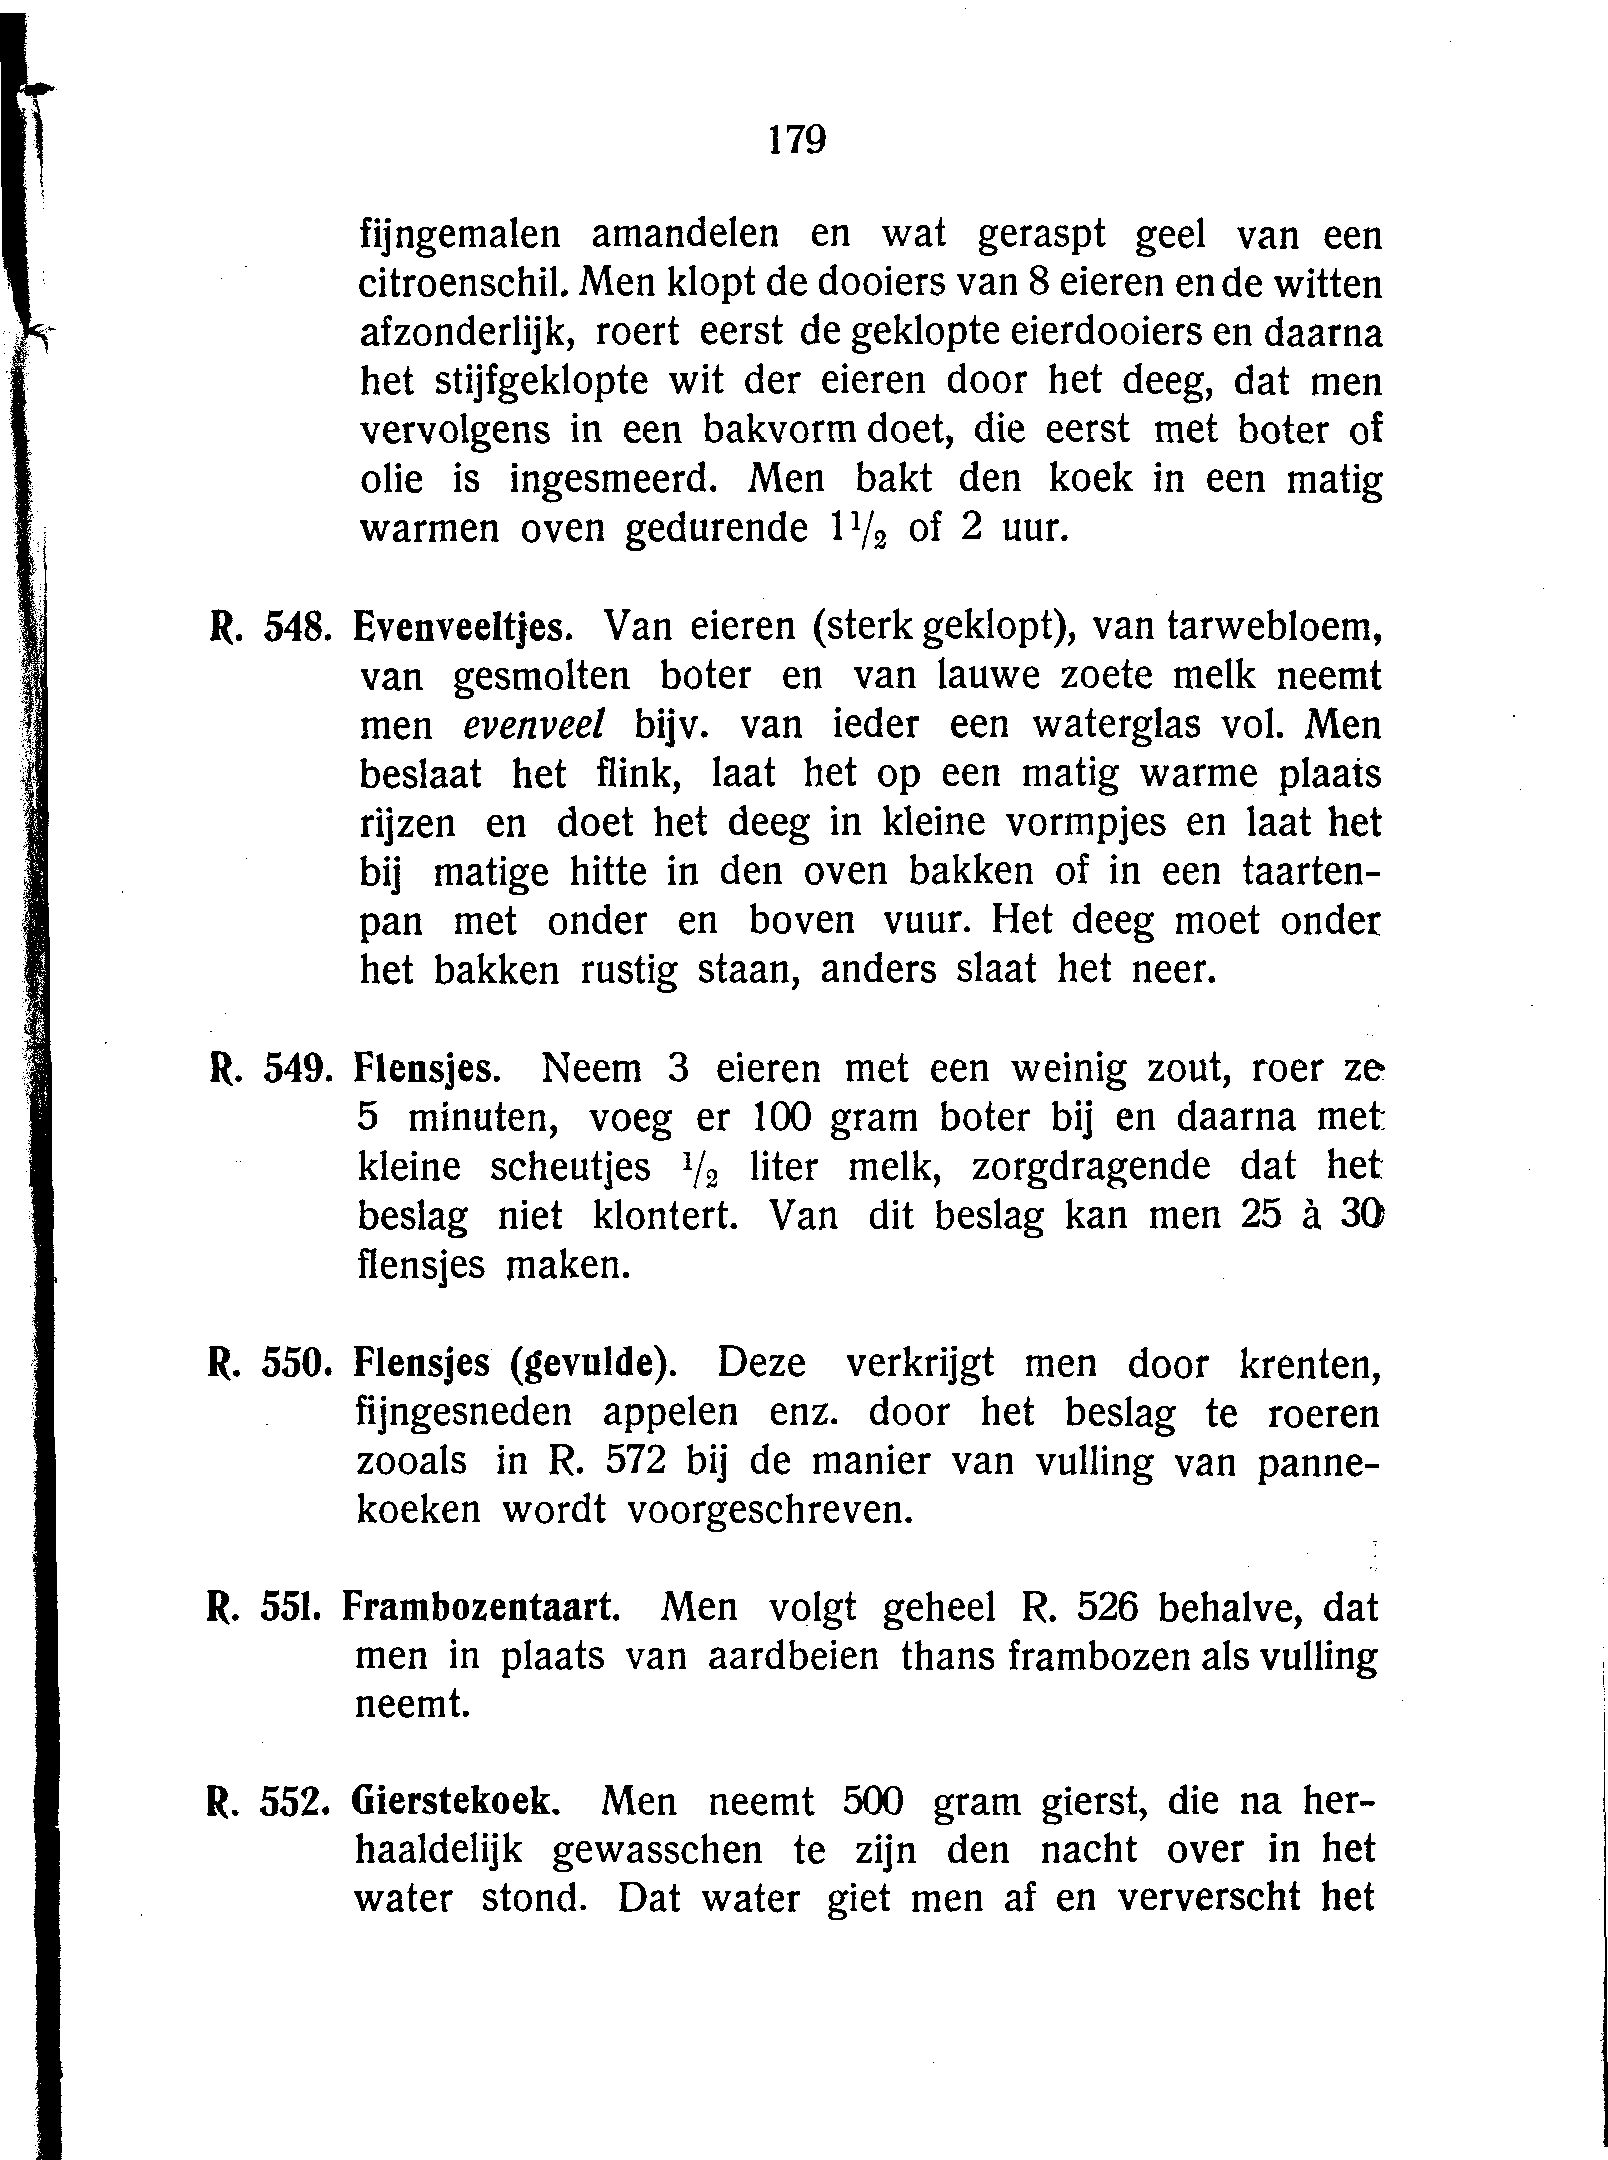 179
fijngemalen amandelen en wat geraspt geel van een
citroenschil. Men klopt de dooiers van 8 eieren en de witten
afzonderlijk, roert eerst de geklopte eierdooiers en daarna
het stijfgeklopte wit der eieren door het deeg, dat men
vervolgens in een bakvorm doet, die eerst met boter of
olie is ingesmeerd. Men bakt den koek in een matig
warmen oven gedurende 1 1/2 of 2 uur.
R. 548. Evenveeltjes. Van eieren (sterk geklopt), van tarwebloem,
van gesmolten boter en van lauwe zoete melk neemt
men evenveel bijv. van ieder een waterglas vol. Men
beslaat het flink, laat het op een matig warme plaats
rijzen en doet het deeg in kleine vormpjes en laat het
bij matige hitte in den oven bakken of in een taarten-
pan met onder en boven vuur. Het deeg moet onder
het bakken rustig staan, anders slaat het neer.
R. 549. Flensjes. Neem 3 eieren met een weinig zout, roer ze
5 minuten, voeg er 100 gram boter bij en daarna met
kleine scheutjes 1/2 liter melk, zorgdragende dat het
beslag niet klontert. Van dit beslag kan men 25 à 30
flensjes maken.
R. 550. Flensjes (gevulde). Deze verkrijgt men door krenten,
fijngesneden appelen enz. door het beslag te roeren
zooals in R. 572 bij de manier van vulling van panne-
koeken wordt voorgeschreven.
R. 551. Frambozentaart. Men volgt geheel R. 526 behalve, dat
men in plaats van aardbeien thans frambozen als vulling
neemt.
R. 552. Gierstekoek. Men neemt 500 gram gierst, die na her-
haaldelijk gewasschen te zijn den nacht over in het
water stond. Dat water giet men af en ververscht het